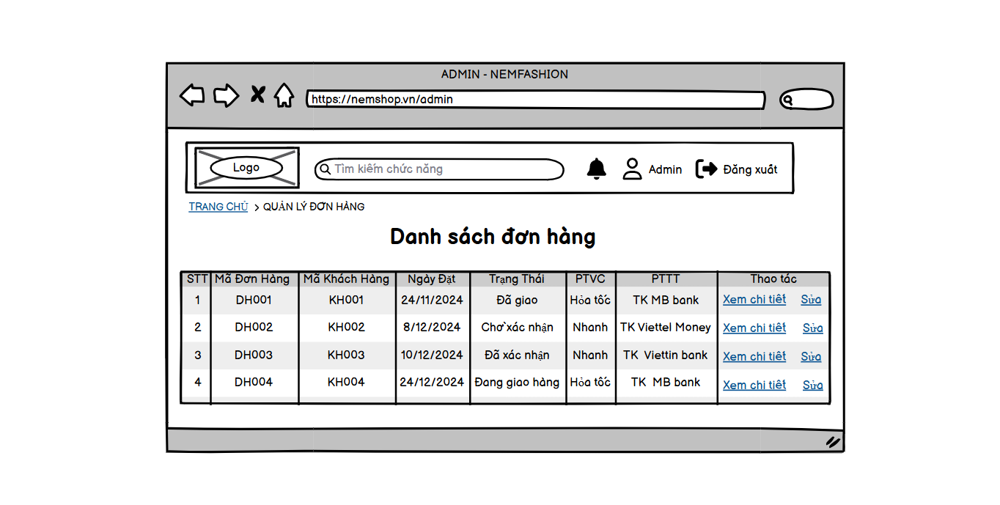 ADMIN - NEMFASHION
https://nemshop.vn/admin
Logo Tìm kiếm chức năng Admin Đăng xuất
TRANG CHỦ > QUẢN LÝ ĐƠN HÀNG
Danh sách đơn hàng
STT Mã Đơn Hàng Mã Khách Hàng Ngày Đặt Trạng Thái PTVC PTTT Thao tác
1 DH001 KH001 24/11/2024 Đã giao Hỏa tốc TK MB bank Xem chi tiết Sửa
2 DH002 KH002 8/12/2024 Chờ xác nhận Nhanh TK Viettel Money Xem chi tiết Sửa
3 DH003 KH003 10/12/2024 Đã xác nhận Nhanh TK Viettin bank Xem chi tiết Sửa
4 DH004 KH004 24/12/2024 Đang giao hàng Hỏa tốc TK MB bank Xem chi tiết Sửa